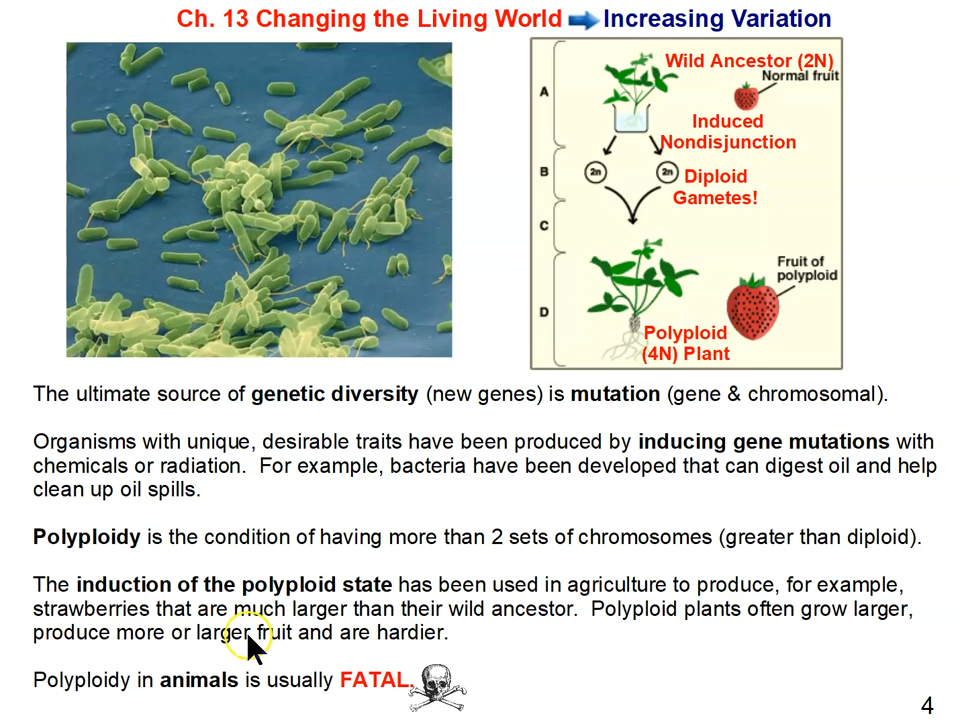 Ch. 13 Changing the Living World Increasing Variation
Wild Ancestor (2N)
Normal fruit
A
Induced
Nondisjunction
B
2n
2n
Diploid
Gametes!
C
Fruit of
polyploid
D
Polyploid
(4N) Plant
The ultimate source of genetic diversity (new genes) is mutation (gene & chromosomal).
Organisms with unique, desirable traits have been produced by inducing gene mutations with
chemicals or radiation. For example, bacteria have been developed that can digest oil and help
clean up oil spills.
Polyploidy is the condition of having more than 2 sets of chromosomes (greater than diploid).
The induction of the polyploid state has been used in agriculture to produce, for example,
strawberries that are much larger than their wild ancestor. Polyploid plants often grow larger,
produce more or larger fruit and are hardier.
Polyploidy in animals is usually FATAL.
4